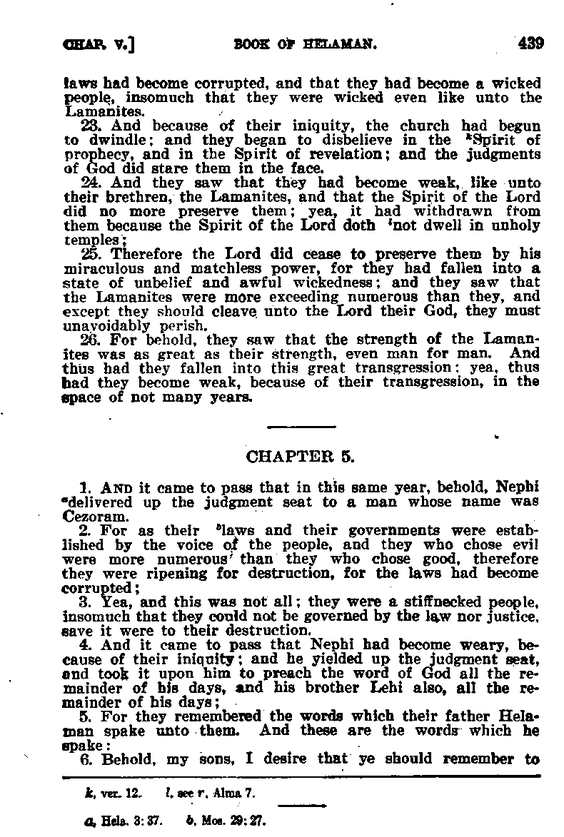 CHAP. V.] BOOK OF HELAMAN. 439
laws had become corrupted, and that they had become a wicked
people, insomuch that they were wicked even like unto the
Lamanites.
23. And because of their iniquity, the church had begun
to dwindle; and they began to disbelieve in the kSpirit of
prophecy, and in the Spirit of revelation; and the judgments
of God did stare them in the face.
24. And they saw that they had become weak, like unto
their brethren, the Lamanites, and that the Spirit of the Lord
did no more preserve them; yea, it had withdrawn from
them because the Spirit of the Lord doth lnot dwell in unholy
temples;
25. Therefore the Lord did cease to preserve them by his
miraculous and matchless power, for they had fallen into a
state of unbelief and awful wickedness; and they saw that
the Lamanites were more exceeding numerous than they, and
except they should cleave unto the Lord their God, they must
unavoidably perish.
26. For behold, they saw that the strength of the Laman-
ites was as great as their strength, even man for man. And
thus had they fallen into this great transgression; yea, thus
had they become weak, because of their transgression, in the
space of not many years.
CHAPTER 5.
1. AND it came to pass that in this same year, behold, Nephi
adelivered up the judgment seat to a man whose name was
Cezoram.
2. For as their blaws and their governments were estab-
lished by the voice of the people, and they who chose evil
were more numerous than they who chose good, therefore
they were ripening for destruction, for the laws had become
corrupted;
3. Yea, and this was not all; they were a stiffnecked people,
insomuch that they could not be governed by the law nor justice,
save it were to their destruction.
4. And it came to pass that Nephi had become weary, be-
cause of their iniquity; and he yielded up the judgment seat,
and took it upon him to preach the word of God all the re-
mainder of his days, and his brother Lehi also, all the re-
mainder of his days;
5. For they remembered the words which their father Hela-
man spake unto them. And these are the words which he
spake:
6. Behold, my sons, I desire that ye should remember to
k, ver. 12. l, see r, Alma 7.
a, Hela. 3:37. b, Mos. 29:27.